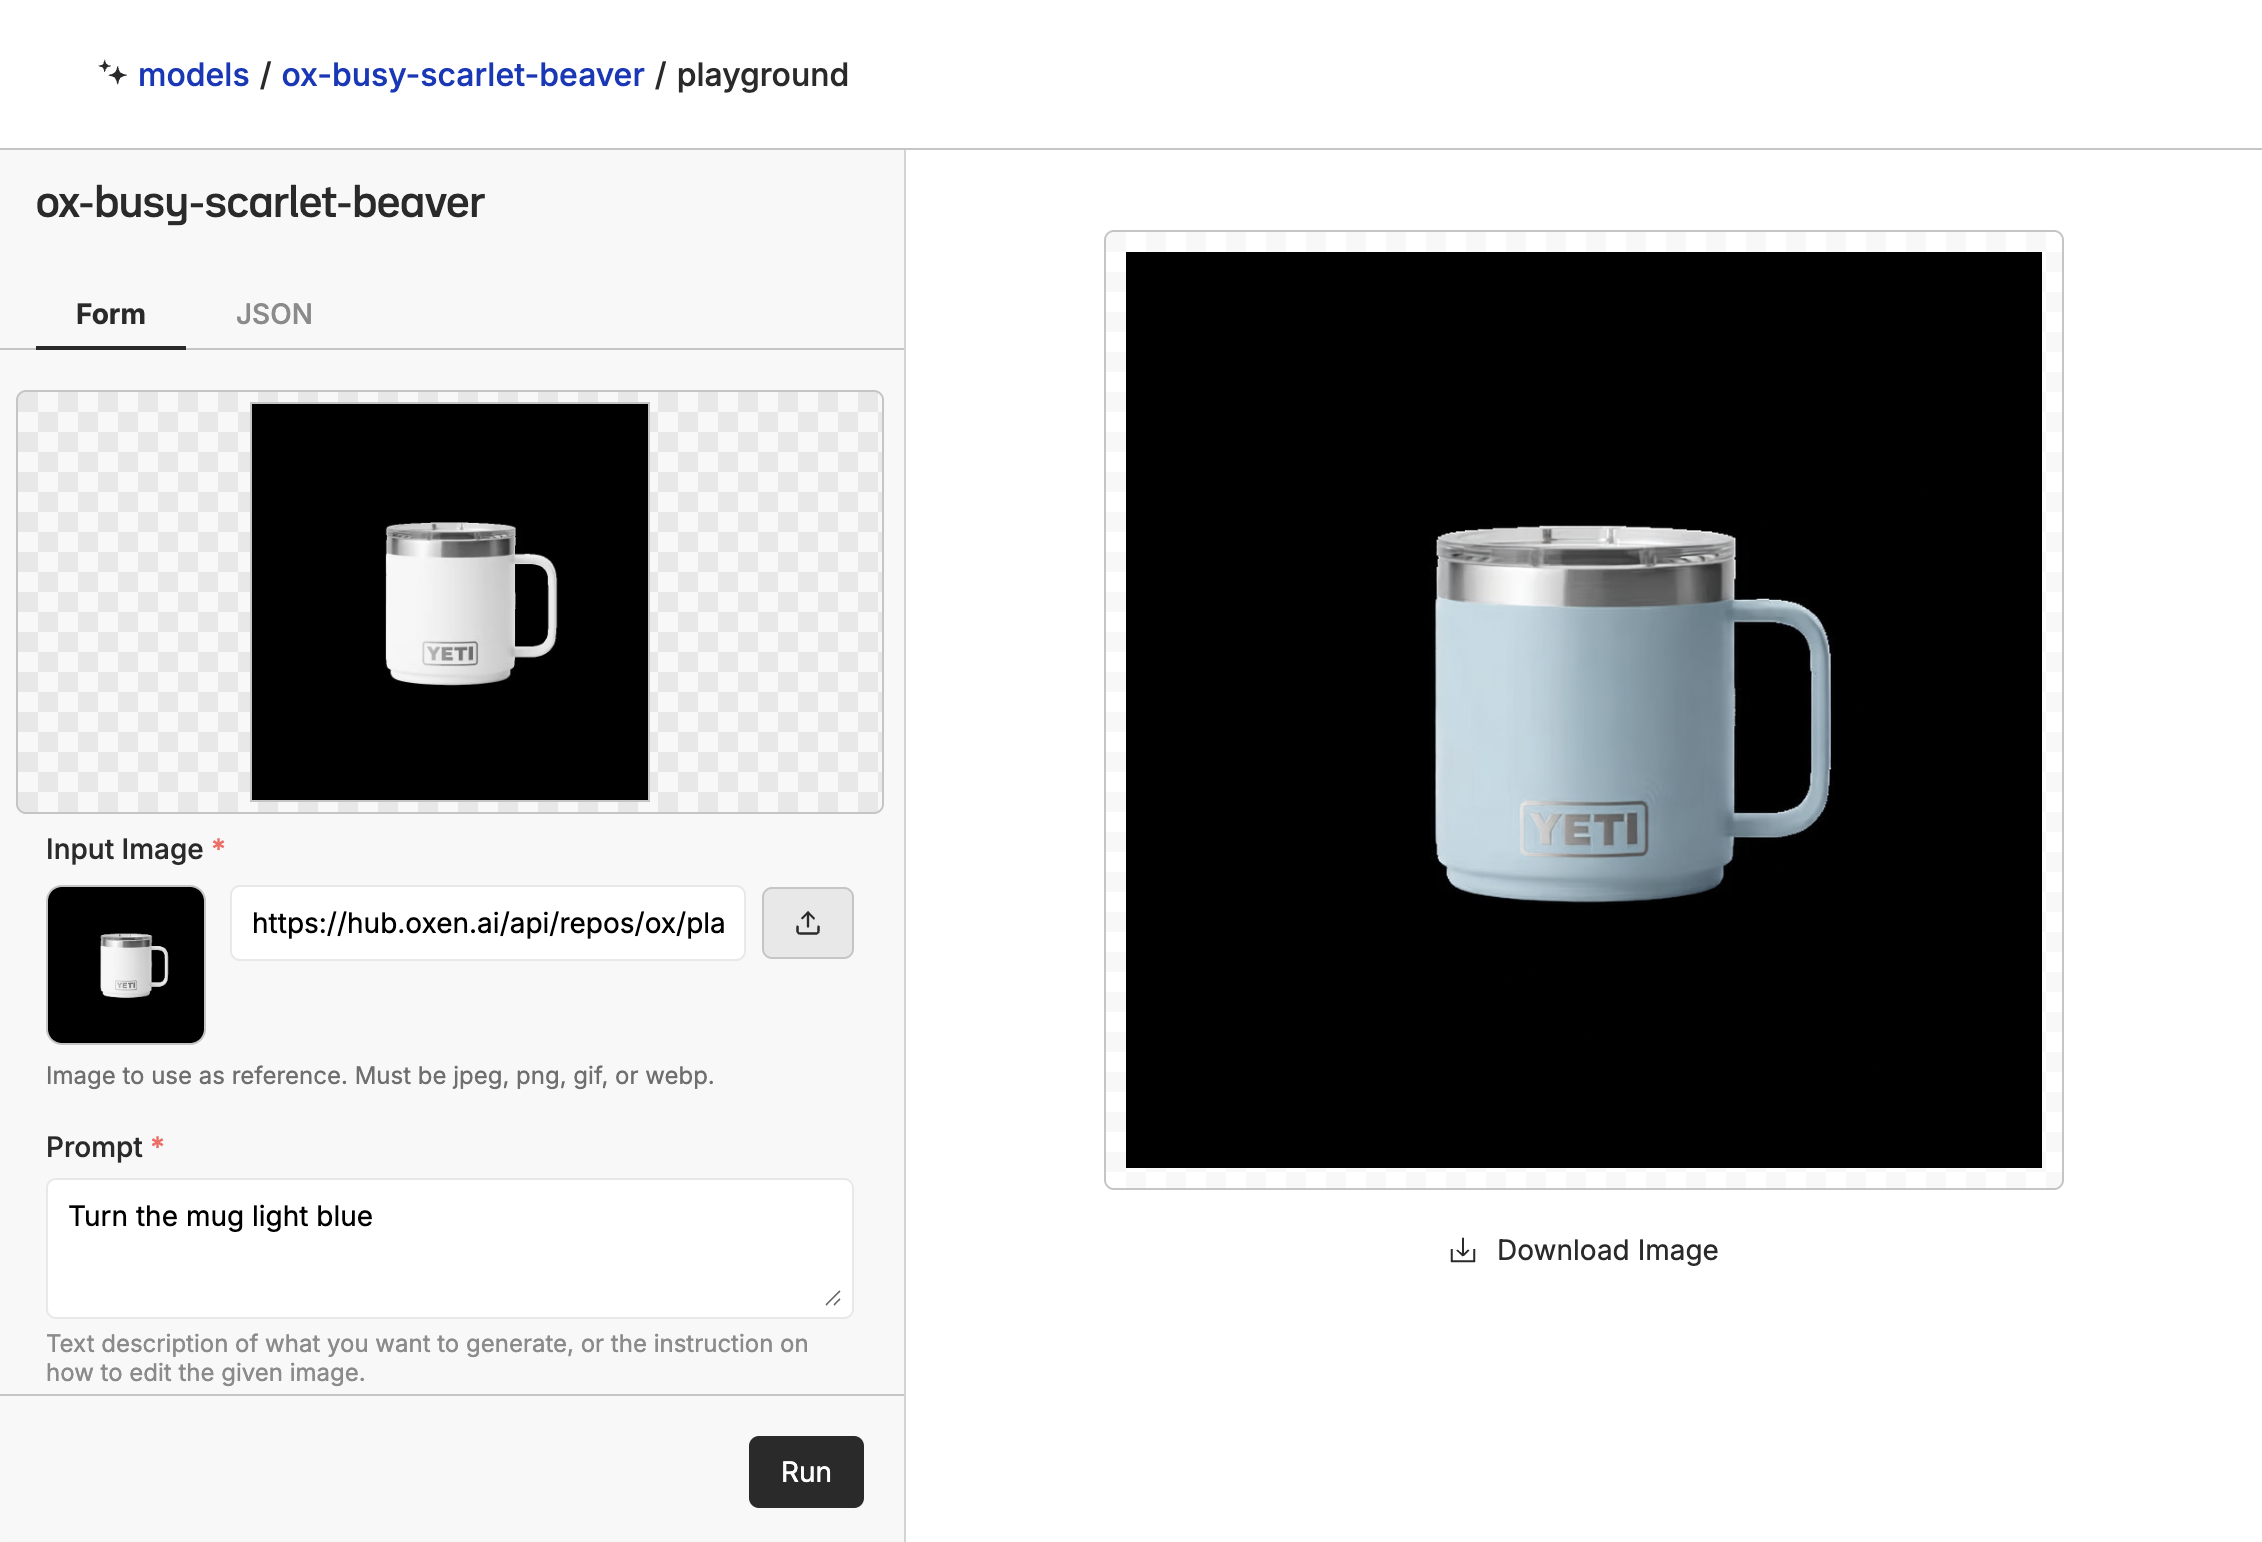 models / ox-busy-scarlet-beaver / playground
ox-busy-scarlet-beaver
Form
JSON
YETI
Input Image *
https://hub.oxen.ai/api/repos/ox/pla
YETI
Image to use as reference. Must be jpeg, png, gif, or webp.
Prompt *
Turn the mug light blue
Text description of what you want to generate, or the instruction on
how to edit the given image.
Run
YETI
Download Image